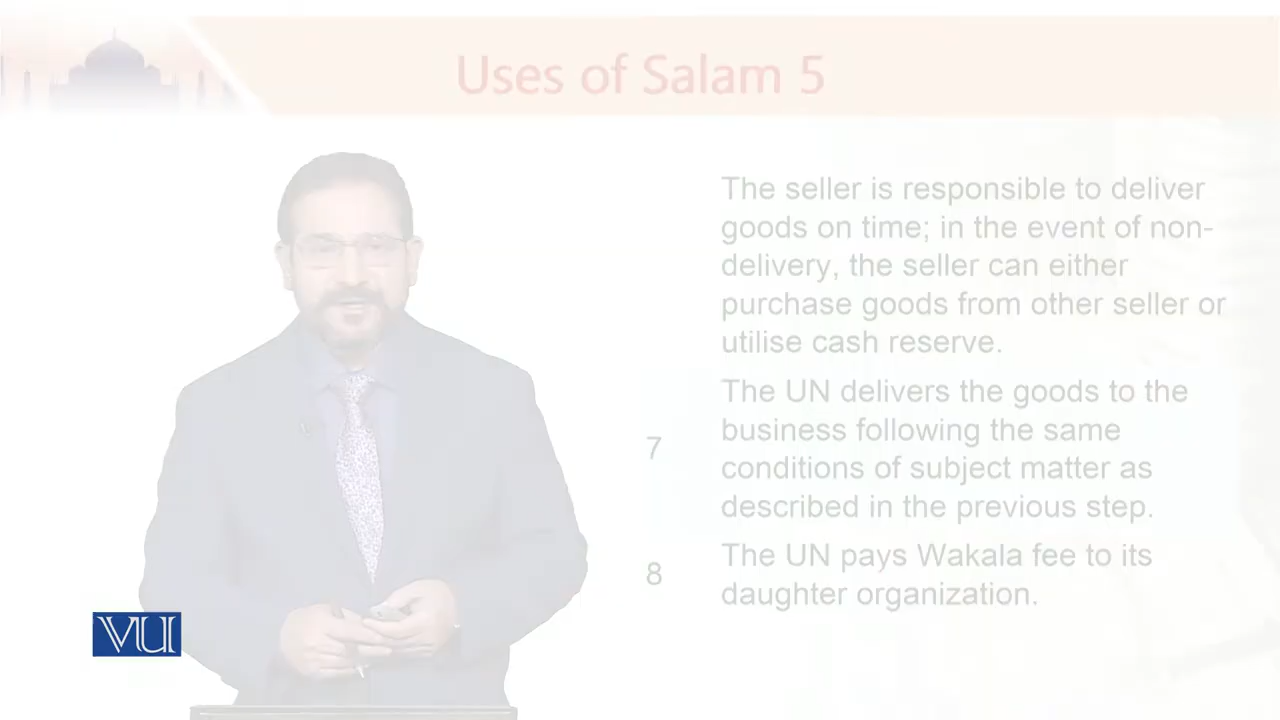 Uses of Salam 5
The seller is responsible to deliver
goods on time; in the event of non-
delivery, the seller can either
purchase goods from other seller or
utilise cash reserve.
The UN delivers the goods to the
7 business following the same
conditions of subject matter as
described in the previous step.
8 The UN pays Wakala fee to its
daughter organization.
VU